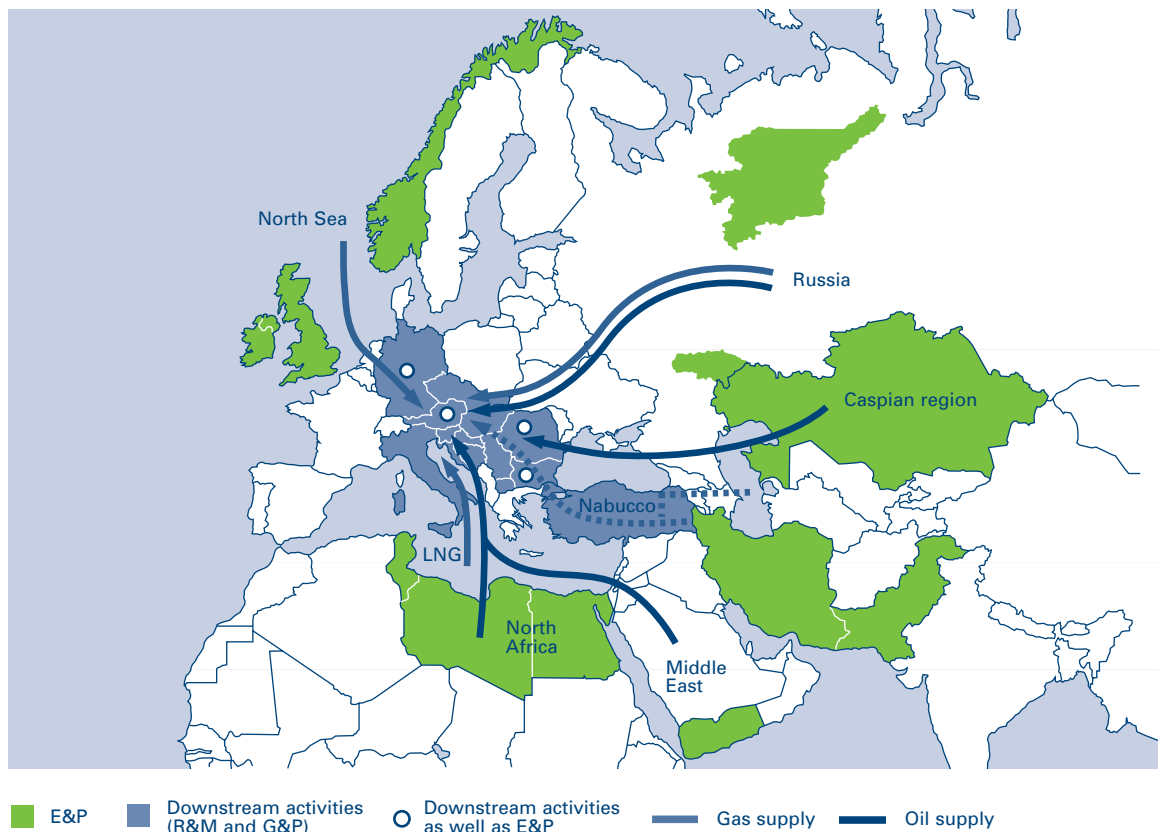 North Sea
Russia
Caspian region
Nabucco
LNG
North
Africa
Middle
East
E&P
Downstream activities
(R&M and G&P)
Downstream activities
as well as E&P
Gas supply
Oil supply